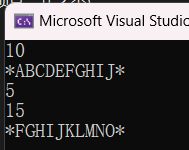 Microsoft Visual Studio
10
*ABCDEFGHIJ*
5
15
*FGHIJKLMNO*